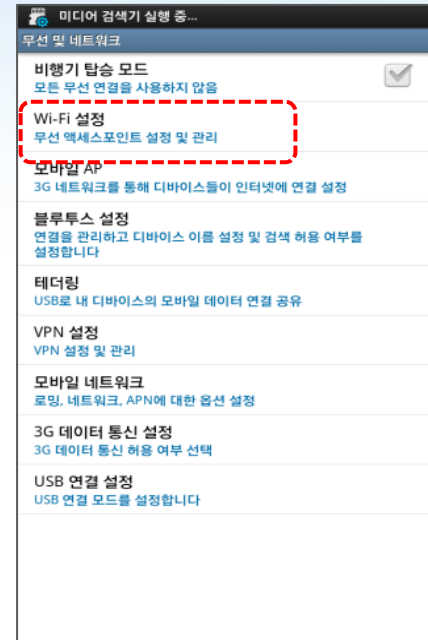 미디어 검색기 실행 중...
무선 및 네트워크
비행기 탑승 모드
모든 무선 연결을 사용하지 않음
Wi-Fi 설정
무선 액세스포인트 설정 및 관리
모바일 AP
3G 네트워크를 통해 디바이스들이 인터넷에 연결 설정
블루투스 설정
연결을 관리하고 디바이스 이름 설정 및 검색 허용 여부를
설정합니다
테더링
USB로 내 디바이스의 모바일 데이터 연결 공유
VPN 설정
VPN 설정 및 관리
모바일 네트워크
로밍, 네트워크, APN에 대한 옵션 설정
3G 데이터 통신 설정
3G 데이터 통신 허용 여부 선택
USB 연결 설정
USB 연결 모드를 설정합니다